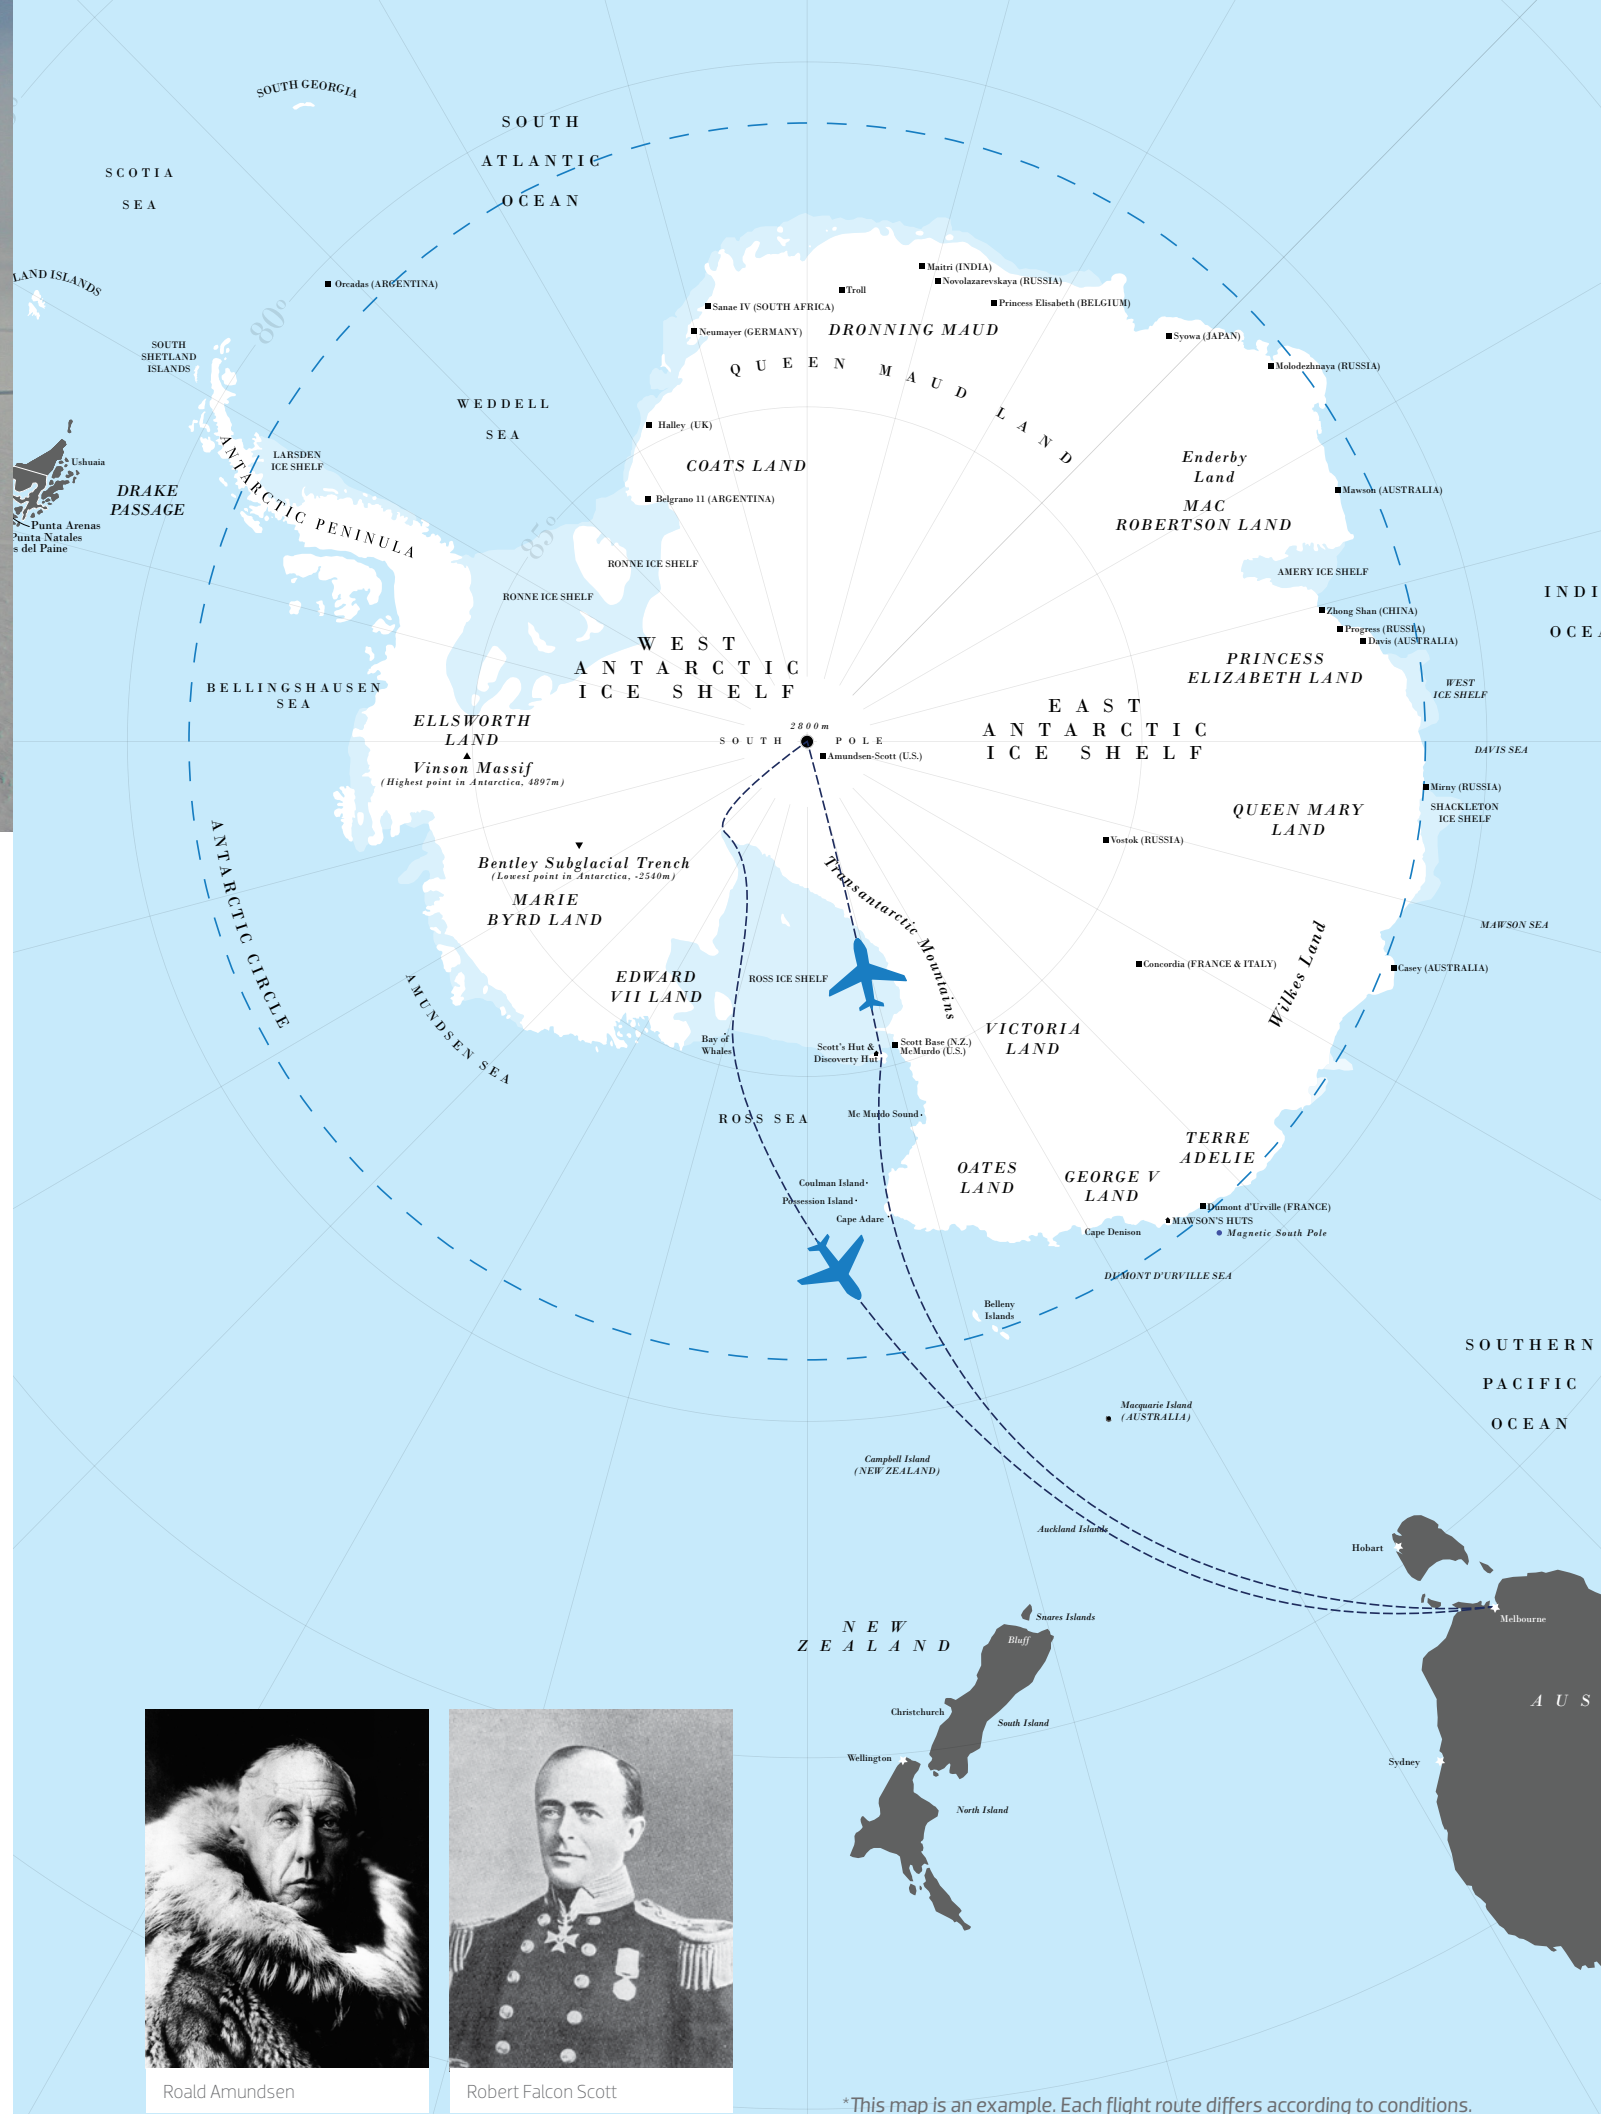 SOUTH GEORGIA
SOUTH
ATLANTIC
OCEAN
SCOTIA
SEA
LAND ISLANDS
Orcadas (ARGENTINA)
80°
SOUTH
SHETLAND
ISLANDS
Maitri (INDIA)
Novolazarevskaya (RUSSIA)
Troll
Princess Elisabeth (BELGIUM)
Sanae IV (SOUTH AFRICA)
Neumayer (GERMANY)
DRONNING MAUD
QUEEN MAUD LAND
Syowa (JAPAN)
Molodezhnaya (RUSSIA)
WEDDELL
SEA
Halley (UK)
COATS LAND
Belgrano 11 (ARGENTINA)
Ushuaia
DRAKE
PASSAGE
Punta Arenas
Punta Natales
s del Paine
LARSDEN
ICE SHELF
ANTARCTIC PENINULA
85°
Enderby
Land
MAC
ROBERTSON LAND
Mawson (AUSTRALIA)
RONNE ICE SHELF
RONNE ICE SHELF
AMERY ICE SHELF
INDI
OCEA
Zhong Shan (CHINA)
Progress (RUSSIA)
Davis (AUSTRALIA)
WEST
ANTARCTIC
ICE SHELF
PRINCESS
ELIZABETH LAND
WEST
ICE SHELF
BELLINGSHAUSEN
SEA
ELLSWORTH
LAND
Vinson Massif
(Highest point in Antarctica, 4897m)
2800m
SOUTH POLE
Amundsen-Scott (U.S.)
EAST
ANTARCTIC
ICE SHELF
DAVIS SEA
Mirny (RUSSIA)
SHACKLETON
ICE SHELF
QUEEN MARY
LAND
Vostok (RUSSIA)
ANTARCTIC CIRCLE
Bentley Subglacial Trench
(Lowest point in Antarctica, -2540m)
MARIE
BYRD LAND
Transantarctic Mountains
MAWSON SEA
Concordia (FRANCE & ITALY)
Wilkes Land
Casey (AUSTRALIA)
AMUNDSEN SEA
EDWARD
VII LAND
ROSS ICE SHELF
Bay of
Whales
Scott's Hut &
Discoverty Hut
Scott Base (N.Z.)
McMurdo (U.S.)
VICTORIA
LAND
ROSS SEA
Mc Murdo Sound
TERRE
ADELIE
OATES
LAND
GEORGE V
LAND
Coulman Island
Possession Island
Cape Adare
Dumont d'Urville (FRANCE)
MAWSON'S HUTS
Cape Denison
Magnetic South Pole
DUMONT D'URVILLE SEA
Belleny
Islands
SOUTHERN
PACIFIC
OCEAN
Macquarie Island
(AUSTRALIA)
Campbell Island
(NEW ZEALAND)
Auckland Islands
Hobart
Melbourne
NEW
ZEALAND
Snares Islands
Bluff
AUS
Christchurch
South Island
Wellington
Sydney
North Island
Roald Amundsen
Robert Falcon Scott
*This map is an example. Each flight route differs according to conditions.